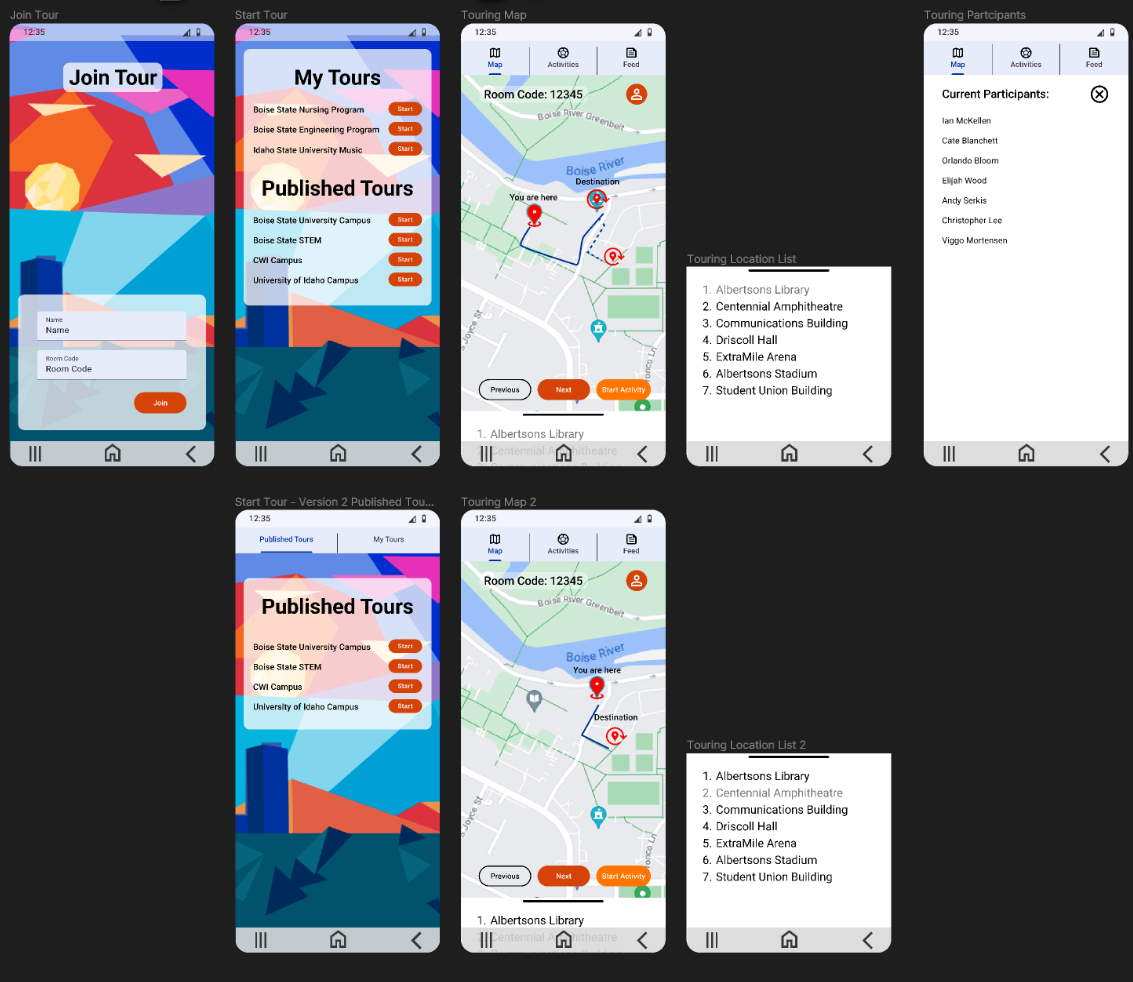 Join Tour
12:35
Join Tour
Name
Name
Room Code
Room Code
Join
Start Tour
12:35
My Tours
Boise State Nursing Program Start
Boise State Engineering Program Start
Idaho State University Music Start
Published Tours
Boise State University Campus Start
Boise State STEM Start
CWI Campus Start
University of Idaho Campus Start
Touring Map
12:35
Map Activities Feed
Room Code: 12345
Boise River Greenbelt
Boise River
Destination
You are here
s Joyce St
ronco Ln
Previous Next Start Activity
1. Albertsons Library
2. Centennial Amphitheatre
3. Communications Building
Touring Location List
1. Albertsons Library
2. Centennial Amphitheatre
3. Communications Building
4. Driscoll Hall
5. ExtraMile Arena
6. Albertsons Stadium
7. Student Union Building
Touring Partcipants
12:35
Map Activities Feed
Current Participants:
Ian McKellen
Cate Blanchett
Orlando Bloom
Elijah Wood
Andy Serkis
Christopher Lee
Viggo Mortensen
Start Tour - Version 2 Published Tou...
12:35
Published Tours My Tours
Published Tours
Boise State University Campus Start
Boise State STEM Start
CWI Campus Start
University of Idaho Campus Start
Touring Map 2
12:35
Map Activities Feed
Room Code: 12345
Boise River Greenbelt
Boise River
You are here
Destination
s Joyce St
ronco Ln
Previous Next Start Activity
1. Albertsons Library
2. Centennial Amphitheatre
Touring Location List 2
1. Albertsons Library
2. Centennial Amphitheatre
3. Communications Building
4. Driscoll Hall
5. ExtraMile Arena
6. Albertsons Stadium
7. Student Union Building